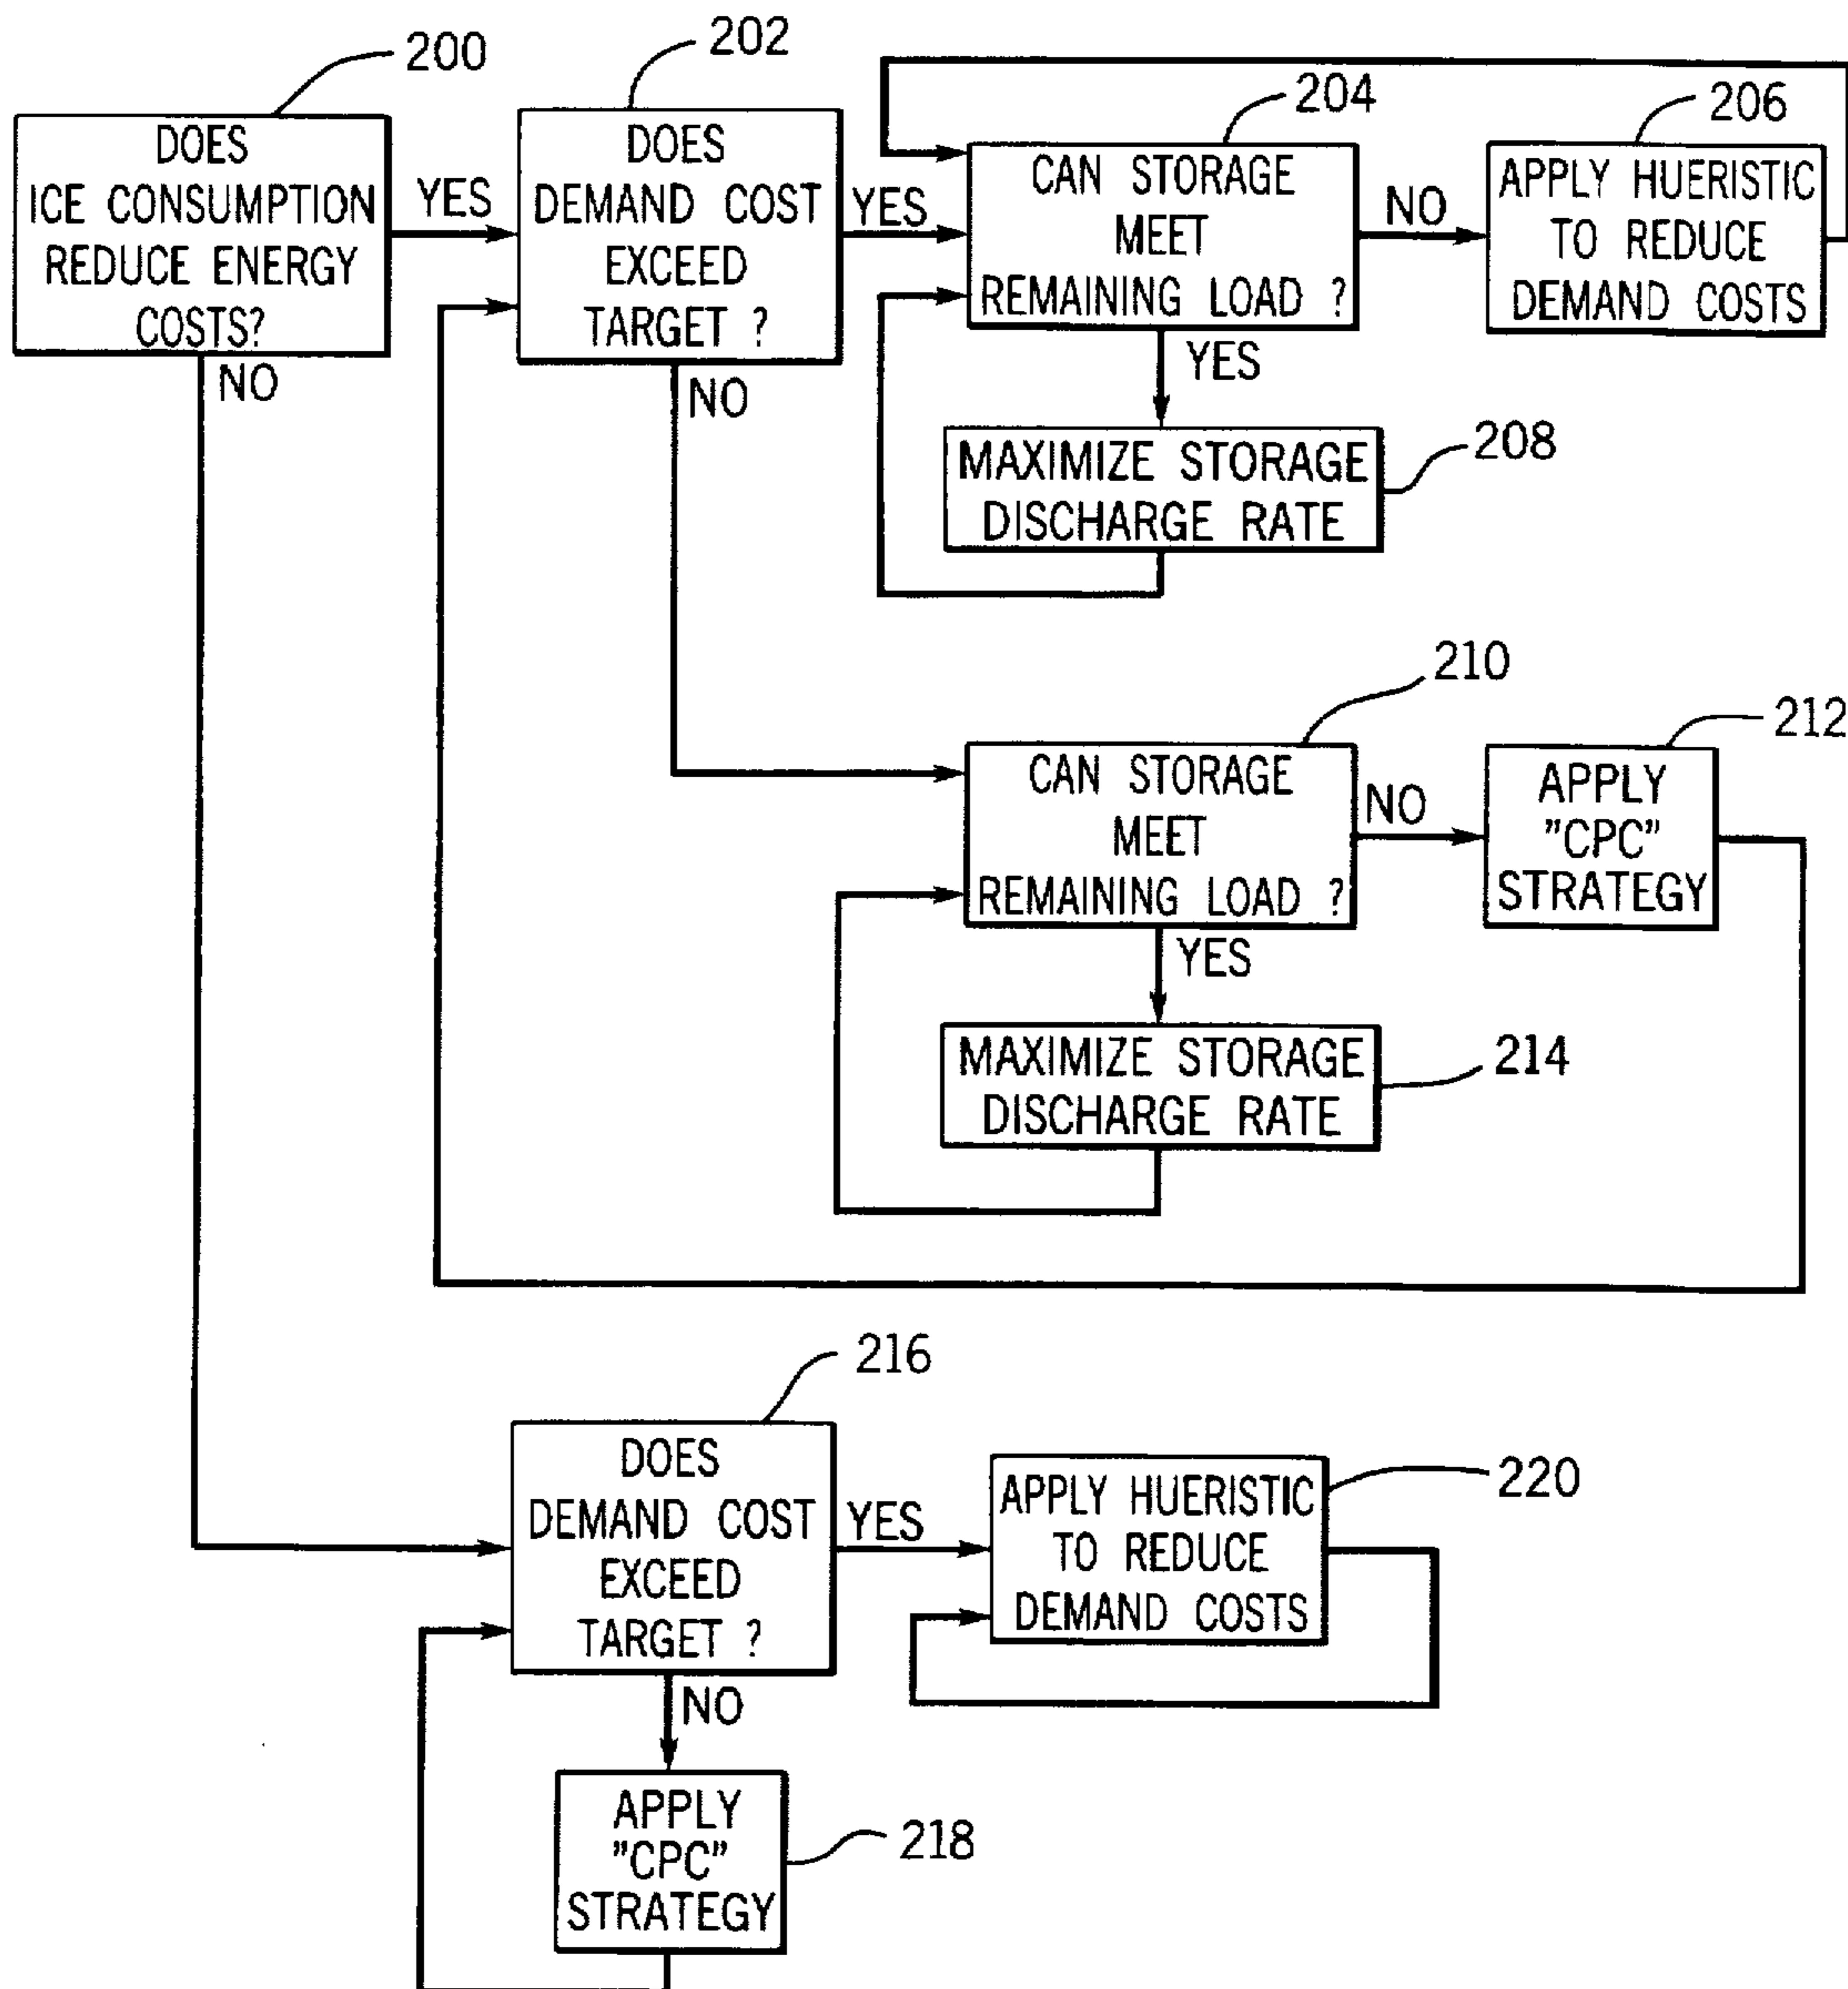 200
DOES
ICE CONSUMPTION
REDUCE ENERGY
COSTS?
YES
NO
202
DOES
DEMAND COST
EXCEED
TARGET ?
YES
NO
204
CAN STORAGE
MEET
REMAINING LOAD ?
NO
YES
206
APPLY HUERISTIC
TO REDUCE
DEMAND COSTS
MAXIMIZE STORAGE
DISCHARGE RATE
208
210
CAN STORAGE
MEET
REMAINING LOAD ?
NO
YES
212
APPLY
"CPC"
STRATEGY
MAXIMIZE STORAGE
DISCHARGE RATE
214
216
DOES
DEMAND COST
EXCEED
TARGET ?
YES
NO
APPLY HUERISTIC
TO REDUCE
DEMAND COSTS
220
APPLY
"CPC"
STRATEGY
218